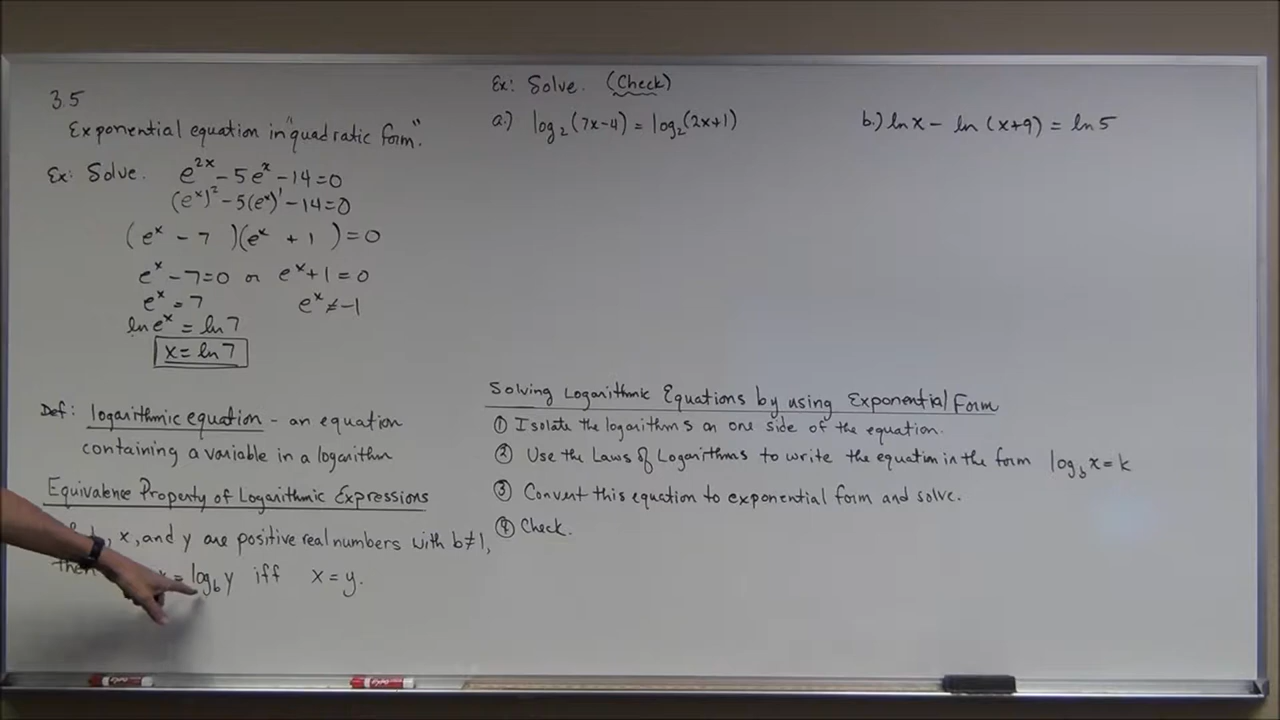 3.5
Exponential equation in "quadratic form."
Ex: Solve. e^{2x} - 5e^x - 14 = 0
(e^x)^2 - 5(e^x)^1 - 14 = 0
(e^x - 7 )(e^x + 1 ) = 0
e^x - 7 = 0 or e^x + 1 = 0
e^x = 7 e^x ≠ -1
ln e^x = ln 7
x = ln 7
Def: logarithmic equation - an equation
containing a variable in a logarithm
Equivalence Property of Logarithmic Expressions
x, and y are positive real numbers with b ≠ 1,
then = log_b y iff x = y.
Ex: Solve. (Check)
a.) log_2 (7x-4) = log_2 (2x+1)
b.) ln x - ln (x+9) = ln 5
Solving Logarithmic Equations by using Exponential Form
① Isolate the logarithms on one side of the equation.
② Use the Laws of Logarithms to write the equation in the form log_b x = k
③ Convert this equation to exponential form and solve.
④ Check.